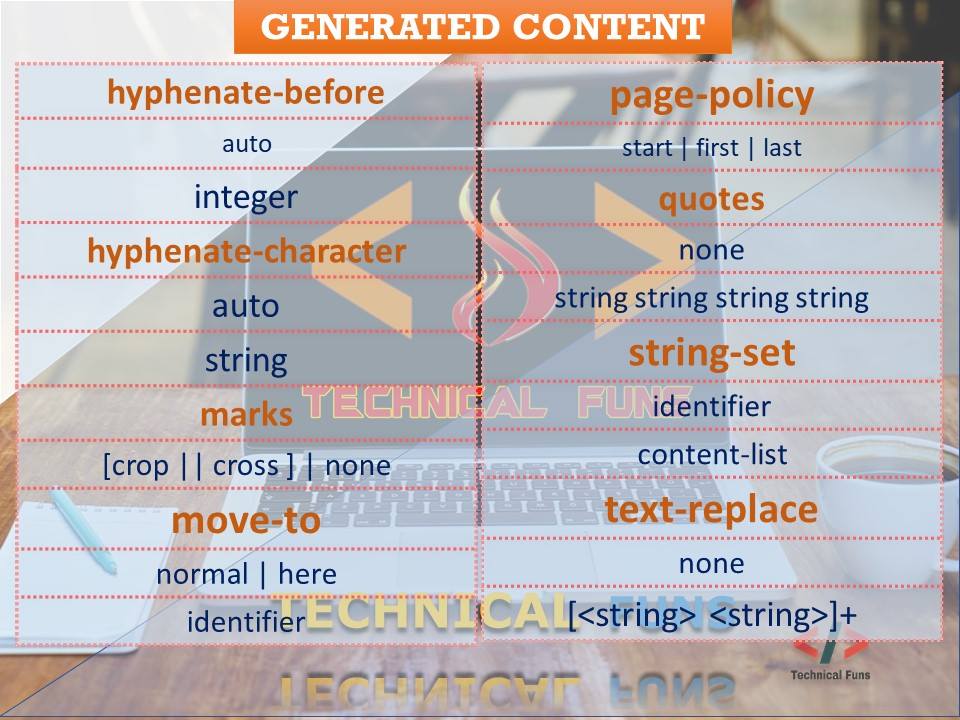 GENERATED CONTENT
hyphenate-before
auto
integer
hyphenate-character
auto
string
marks
[crop || cross ] | none
move-to
normal | here
identifier
page-policy
start | first | last
quotes
none
string string string string
string-set
identifier
content-list
text-replace
none
[<string> <string>]+
TECHNICAL FUNS
TECHNICAL FUNS
Technical Funs